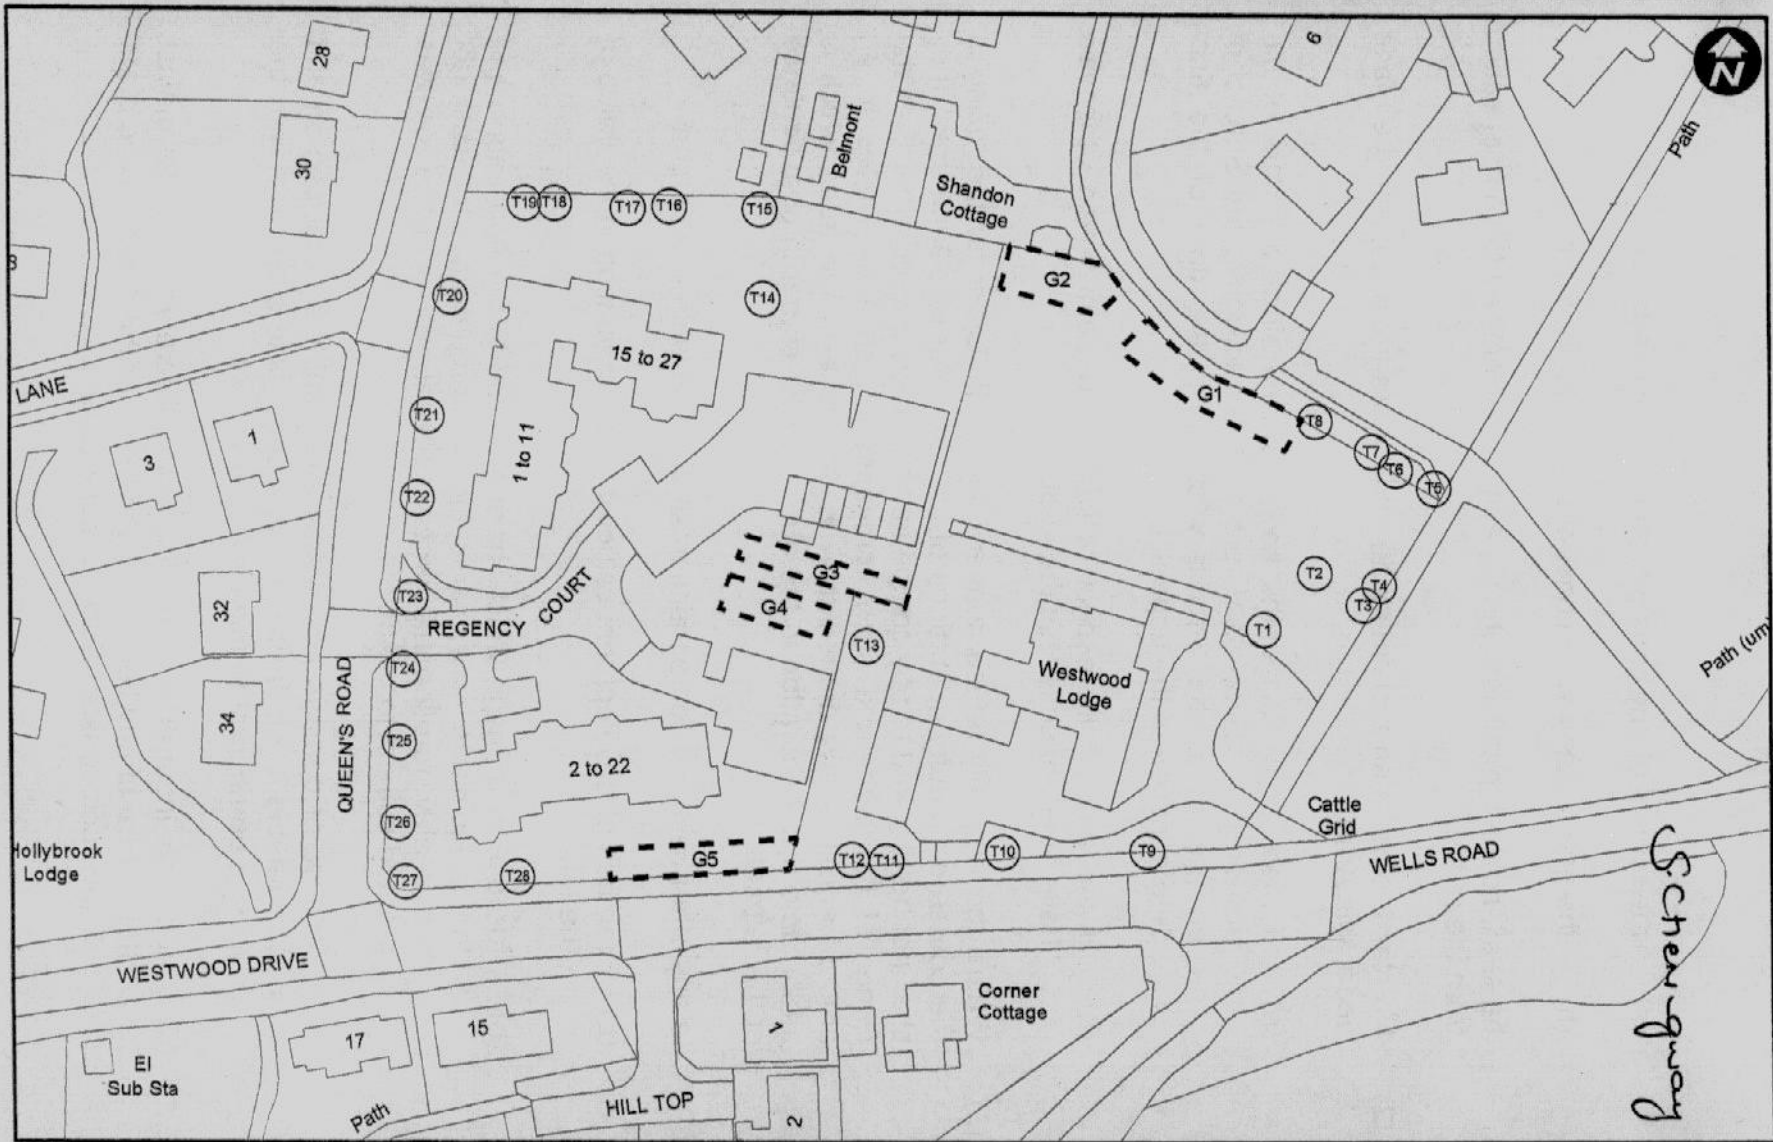 N
28
30
6
Belmont
Path
Shandon
Cottage
T19 T18 T17 T16 T15
G2
T20
T14
15 to 27
LANE
G1
T21
T8
1
3
1 to 11
T7
T6
T5
T22
G3
T2
T4
T3
G4
T23
REGENCY COURT
32
T1
T13
Path (um
T24
Westwood
Lodge
QUEEN'S ROAD
34
T25
2 to 22
T26
Cattle
Grid
Hollybrook
Lodge
G5
T12 T11 T10 T9
WELLS ROAD
T27
T28
WESTWOOD DRIVE
Corner
Cottage
17
15
1
El
Sub Sta
Path
HILL TOP
2